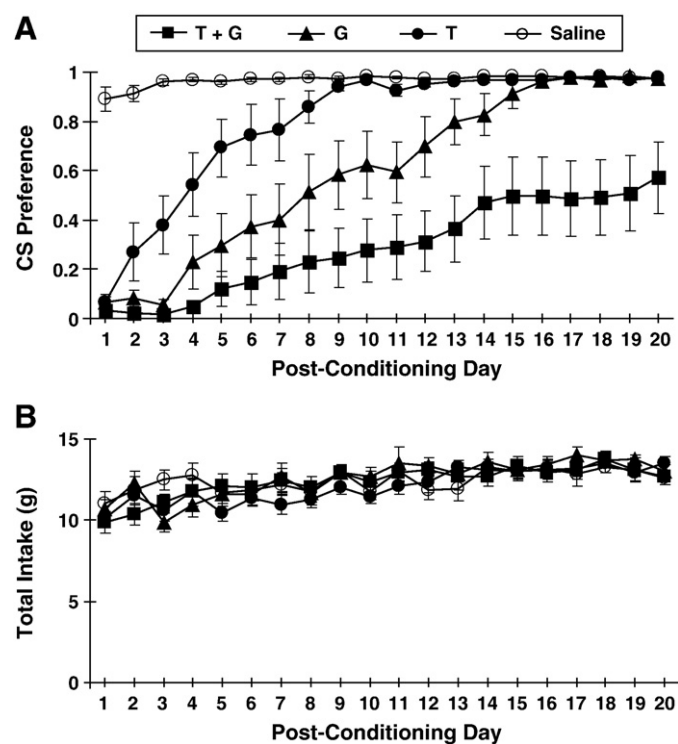 A
T + G G T Saline
1
0.8
0.6
0.4
0.2
0
CS Preference
1 2 3 4 5 6 7 8 9 10 11 12 13 14 15 16 17 18 19 20
Post-Conditioning Day
B
15
10
5
0
Total Intake (g)
1 2 3 4 5 6 7 8 9 10 11 12 13 14 15 16 17 18 19 20
Post-Conditioning Day